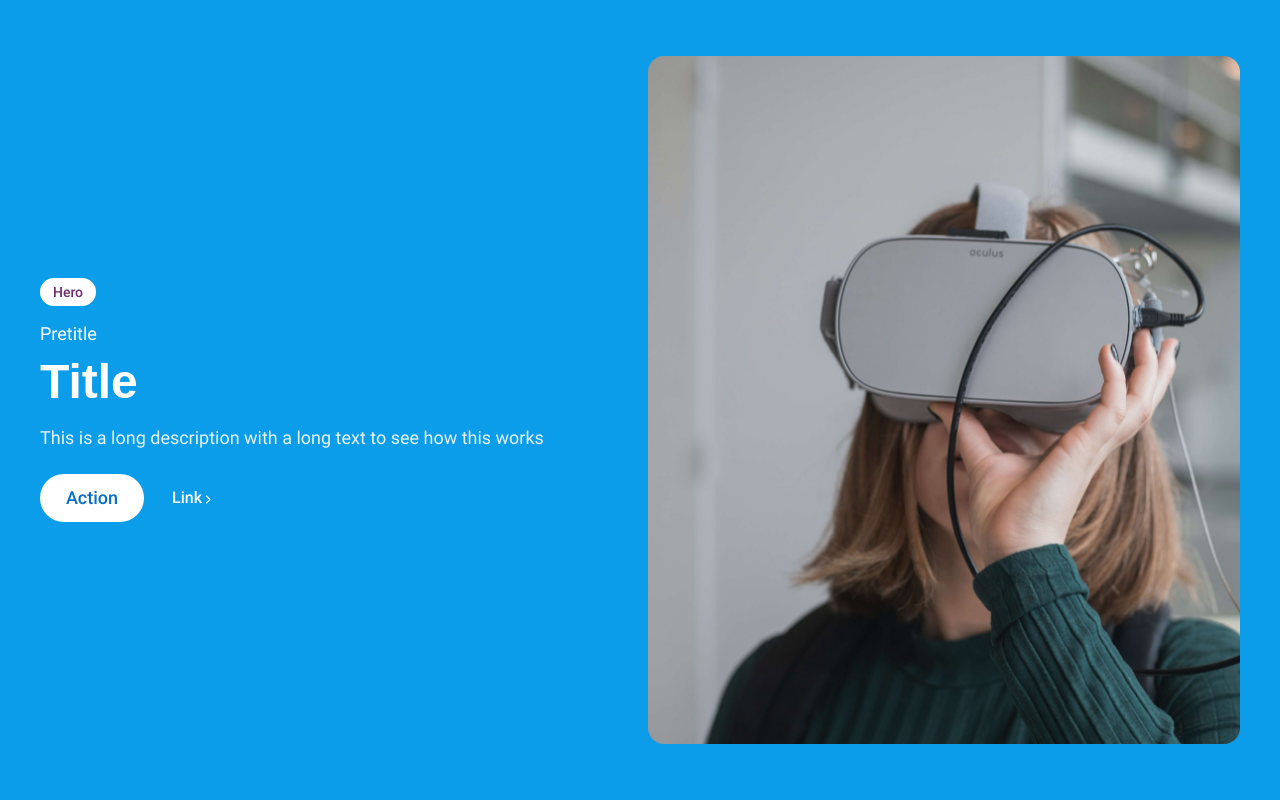 Hero
Pretitle
Title
This is a long description with a long text to see how this works
Action
Link
oculus